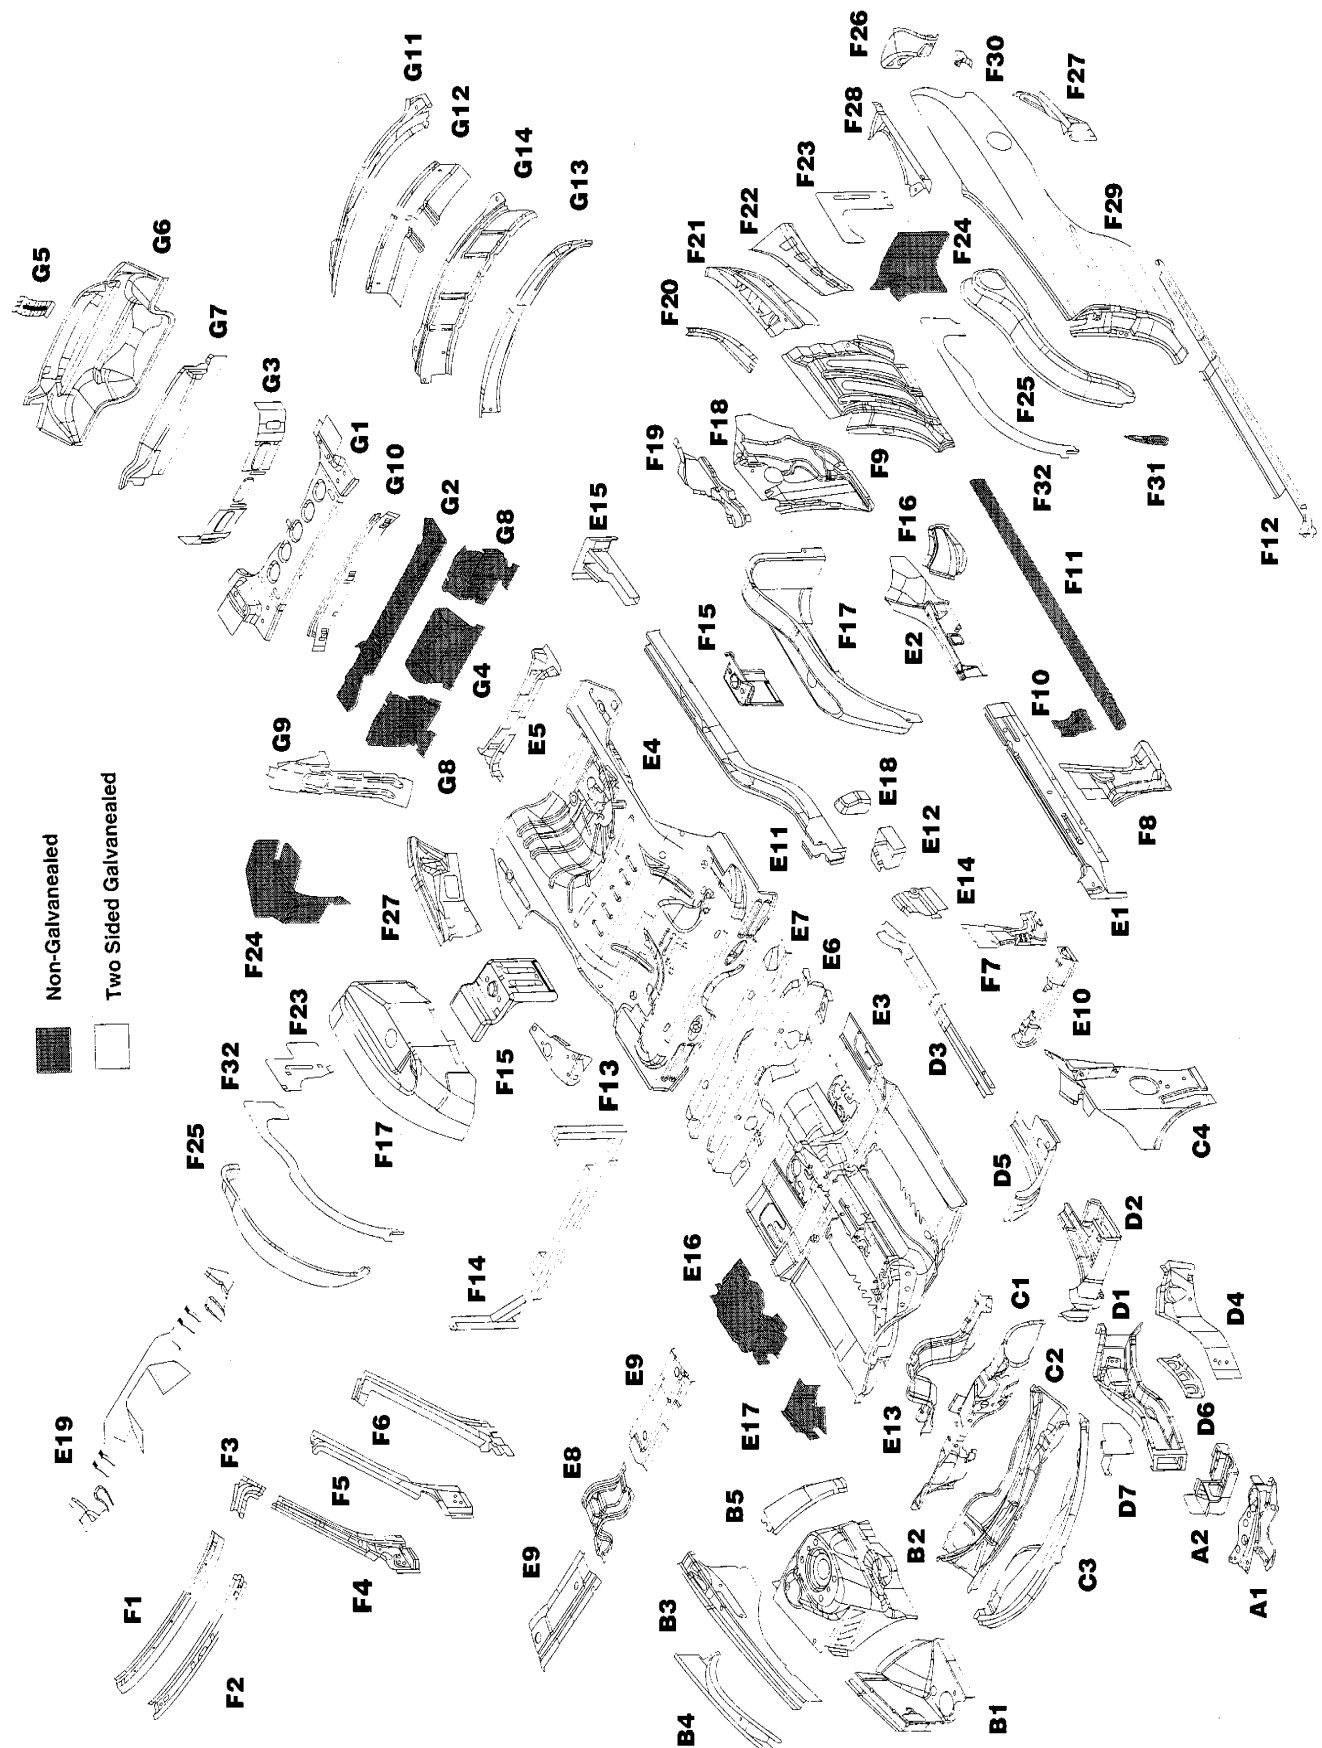 Non-Galvanealed
G5
E19
Two Sided Galvanealed
F1
G6
F25
G7
F3
F32
F2
F24
G3
G9
F23
F5
G1
F4
F6
F17
F27
G10
G11
G8
G2
G12
F14
G4
F15
G8
G14
E5
E9
E8
G13
E15
F13
E9
E4
F19
B3
F20
B4
E16
F21
F15
F18
B5
F22
E17
E11
E7
F23
E6
F17
F28
F26
E3
F9
E18
E13
F16
B2
E2
E12
D3
F24
E14
F7
F30
B1
D5
C1
F25
F10
F32
C2
F11
F27
E10
C3
F29
D1
E1
D7
D2
F8
F31
A2
C4
D6
D4
A1
F12